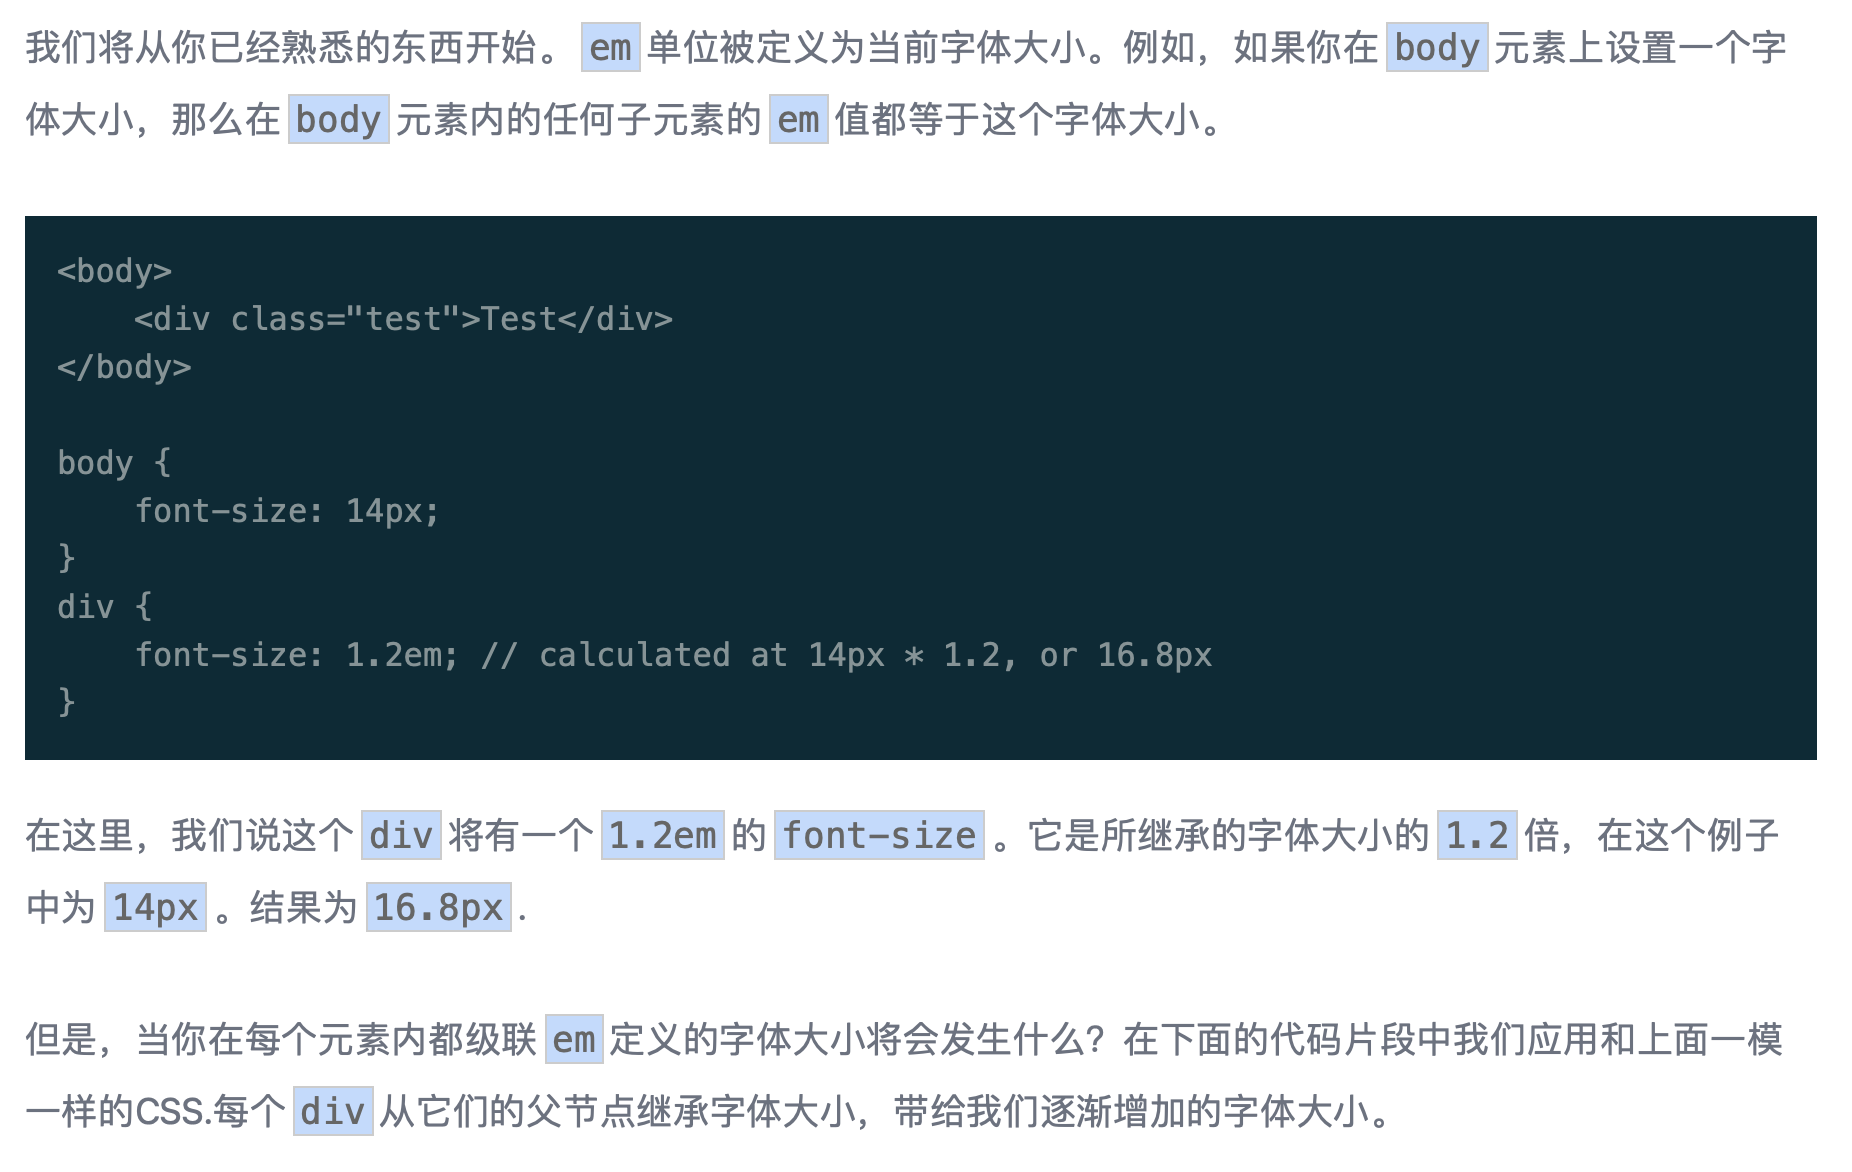 我们将从你已经熟悉的东西开始。 em 单位被定义为当前字体大小。例如，如果你在 body 元素上设置一个字
体大小，那么在 body 元素内的任何子元素的 em 值都等于这个字体大小。
<body>
    <div class="test">Test</div>
</body>
body {
    font-size: 14px;
}
div {
    font-size: 1.2em; // calculated at 14px * 1.2, or 16.8px
}
在这里，我们说这个 div 将有一个 1.2em 的 font-size 。它是所继承的字体大小的 1.2 倍，在这个例子
中为 14px 。结果为 16.8px .
但是，当你在每个元素内都级联 em 定义的字体大小将会发生什么？在下面的代码片段中我们应用和上面一模
一样的CSS.每个 div 从它们的父节点继承字体大小，带给我们逐渐增加的字体大小。